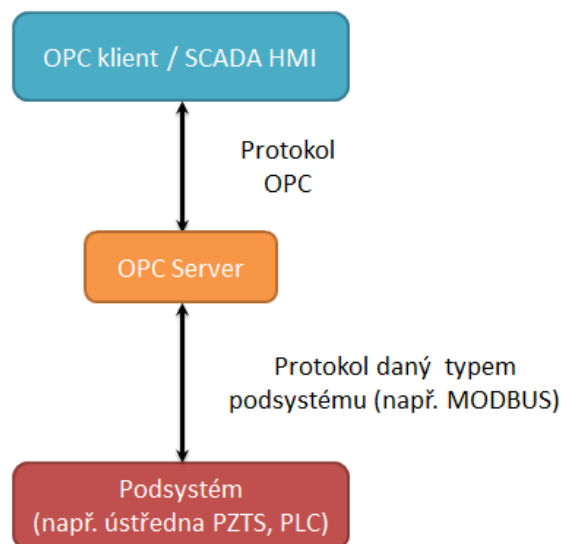 OPC klient / SCADA HMI
Protokol
OPC
OPC Server
Protokol daný typem
podsystému (např. MODBUS)
Podsystém
(např. ústředna PZTS, PLC)